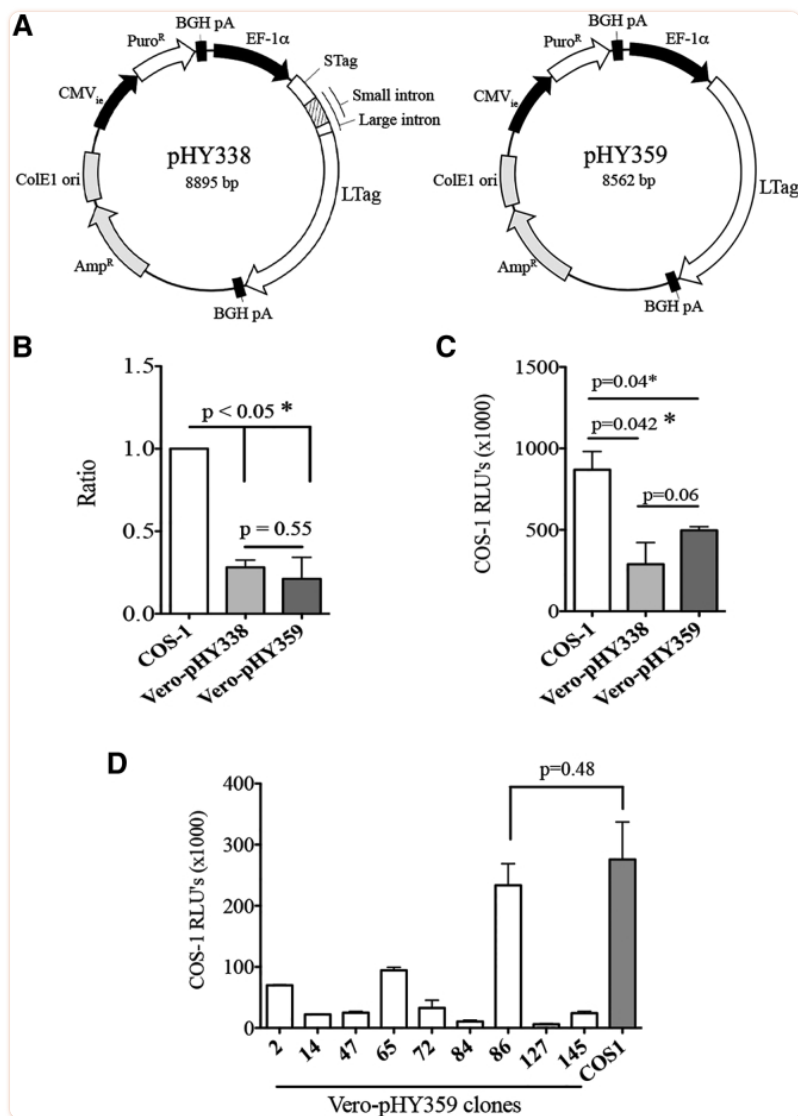 A
BGH pA
PuroR
EF-1α
STag
CMVie
Small intron
Large intron
pHY338
8895 bp
ColE1 ori
LTag
AmpR
BGH pA
BGH pA
PuroR
EF-1α
CMVie
pHY359
8562 bp
ColE1 ori
LTag
AmpR
BGH pA
B
1.5
1.0
0.5
0.0
Ratio
p < 0.05 *
p = 0.55
COS-1
Vero-pHY338
Vero-pHY359
C
1500
1000
500
0
COS-1 RLU's (x1000)
p=0.04*
p=0.042 *
p=0.06
COS-1
Vero-pHY338
Vero-pHY359
D
400
300
200
100
0
COS-1 RLU's (x1000)
p=0.48
2 14 47 65 72 84 86 127 145 COS1
Vero-pHY359 clones